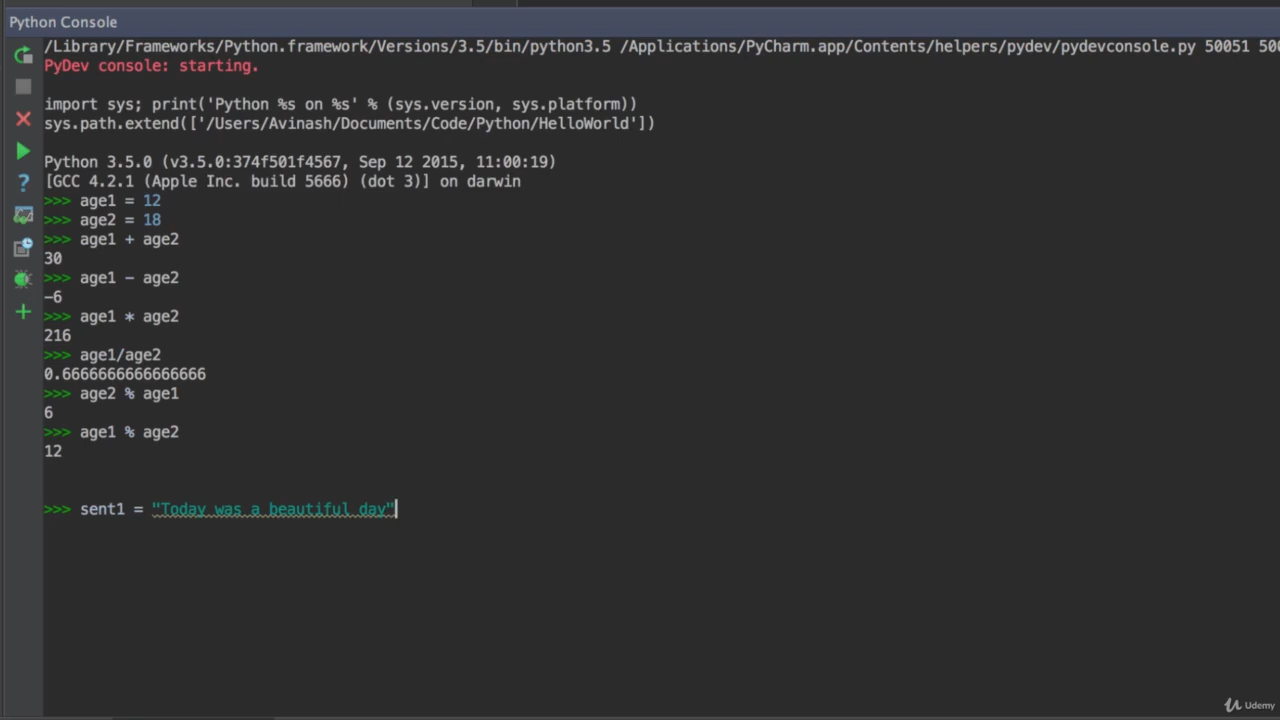 Python Console
/Library/Frameworks/Python.framework/Versions/3.5/bin/python3.5 /Applications/PyCharm.app/Contents/helpers/pydev/pydevconsole.py 50051 500
PyDev console: starting.
import sys; print('Python %s on %s' % (sys.version, sys.platform))
sys.path.extend(['/Users/Avinash/Documents/Code/Python/HelloWorld'])
Python 3.5.0 (v3.5.0:374f501f4567, Sep 12 2015, 11:00:19)
[GCC 4.2.1 (Apple Inc. build 5666) (dot 3)] on darwin
>>> age1 = 12
>>> age2 = 18
>>> age1 + age2
30
>>> age1 - age2
-6
>>> age1 * age2
216
>>> age1/age2
0.6666666666666666
>>> age2 % age1
6
>>> age1 % age2
12
>>> sent1 = "Today was a beautiful day"
Udemy